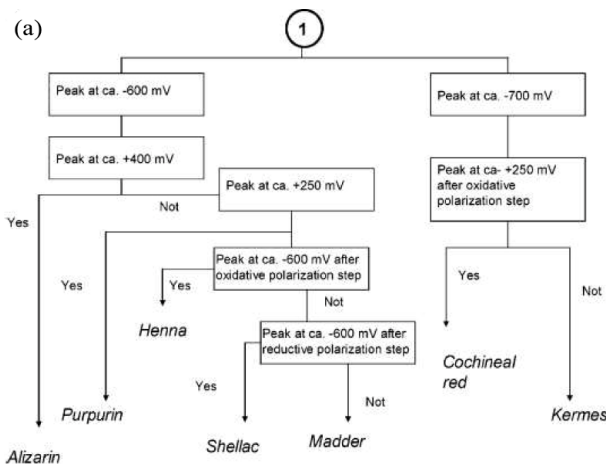 (a)
1
Peak at ca. -600 mV
Peak at ca. -700 mV
Peak at ca. +400 mV
Peak at ca- +250 mV
after oxidative
polarization step
Peak at ca. +250 mV
Yes
Not
Peak at ca. -600 mV after
oxidative polarization step
Yes
Yes
Not
Yes
Not
Henna
Peak at ca. -600 mV after
reductive polarization step
Cochineal
red
Yes
Not
Purpurin
Kermes
Shellac
Madder
Alizarin